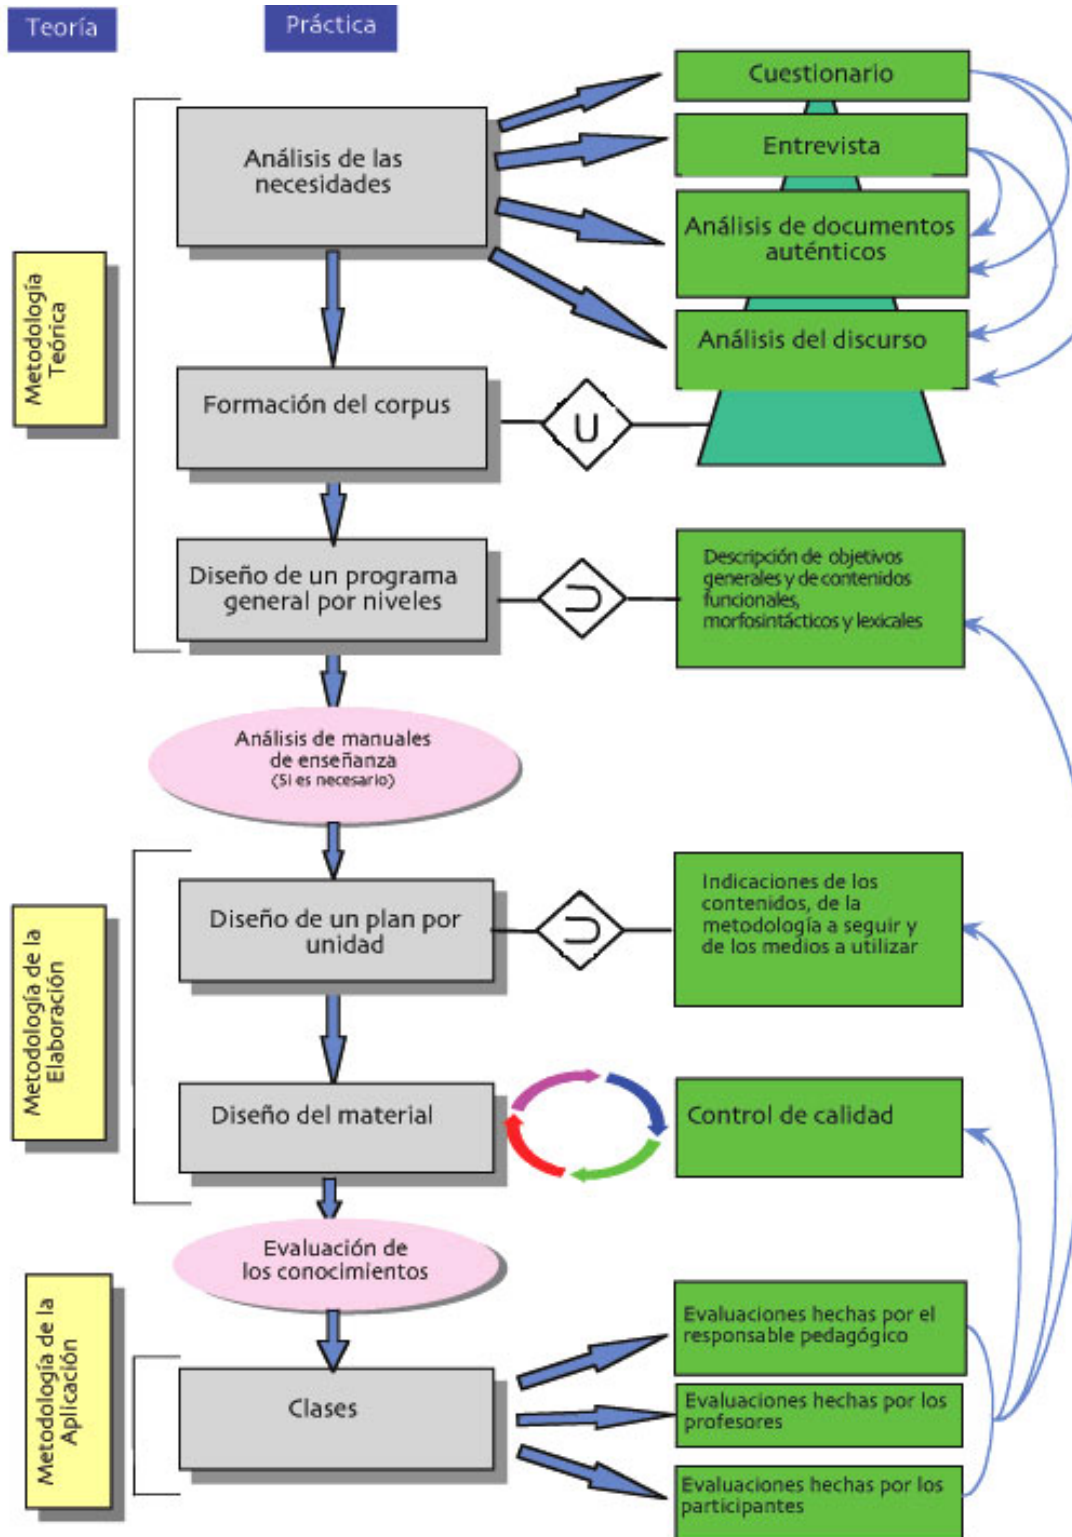 Teoría
Práctica
Análisis de las
necesidades
Cuestionario
Entrevista
Análisis de documentos
auténticos
Análisis del discurso
Metodología
Teórica
Formación del corpus
U
Diseño de un programa
general por niveles
Descripción de objetivos
generales y de contenidos
funcionales,
morfosintácticos y lexicales
Análisis de manuales
de enseñanza
(Si es necesario)
Metodología de la
Elaboración
Diseño de un plan por
unidad
Indicaciones de los
contenidos, de la
metodología a seguir y
de los medios a utilizar
Diseño del material
Control de calidad
Evaluación de
los conocimientos
Metodología de la
Aplicación
Clases
Evaluaciones hechas por el
responsable pedagógico
Evaluaciones hechas por los
profesores
Evaluaciones hechas por los
participantes